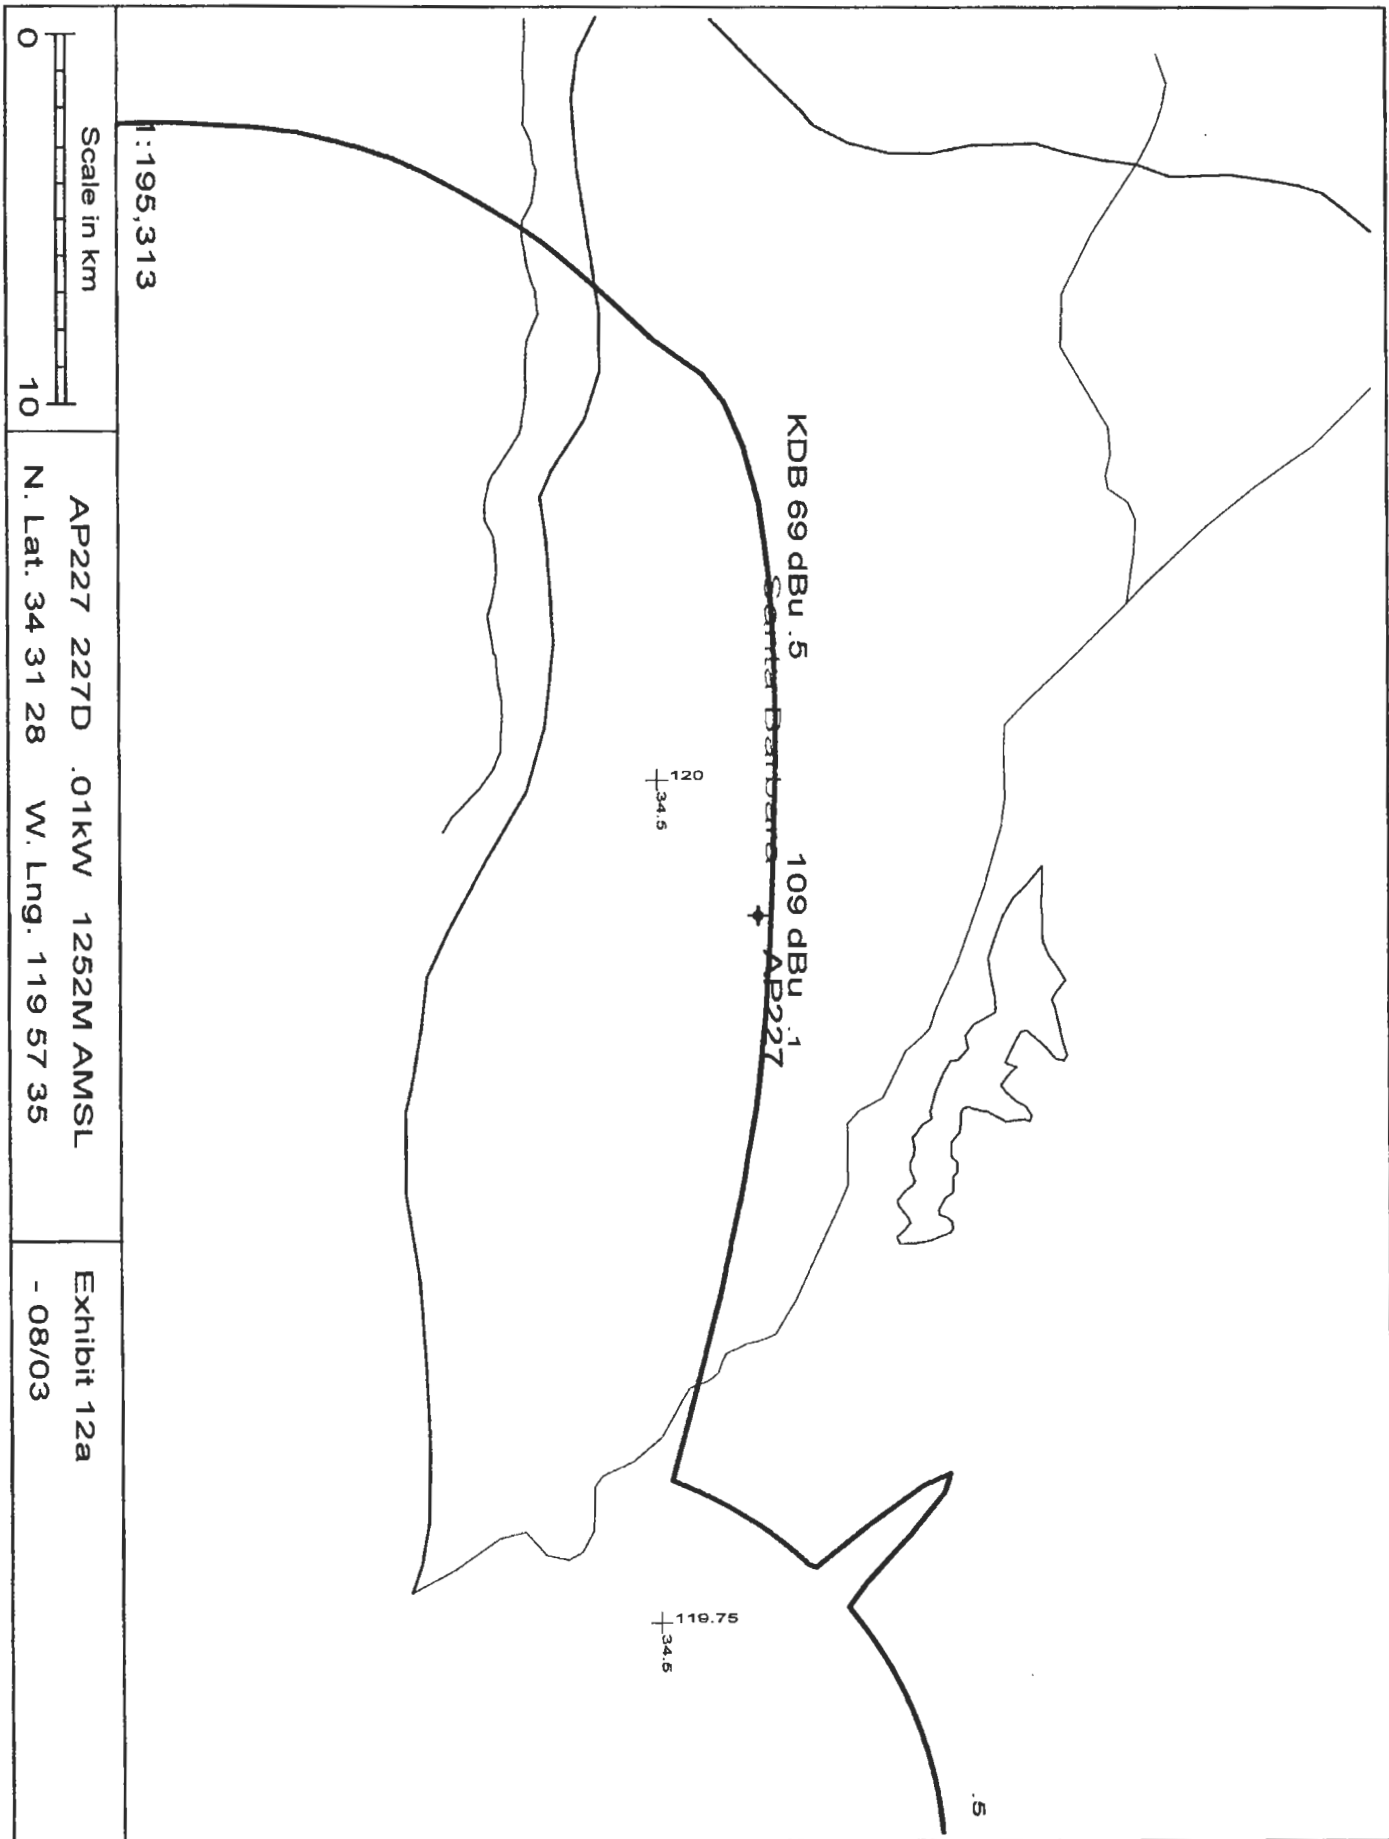 .5
KDB 69 dBu .5
109 dBu .1
Santa Barbara
AP227
120
34.5
119.75
34.5
1:195,313
Scale in km
0 10
AP227 227D .01kW 1252M AMSL
N. Lat. 34 31 28 W. Lng. 119 57 35
Exhibit 12a
- 08/03